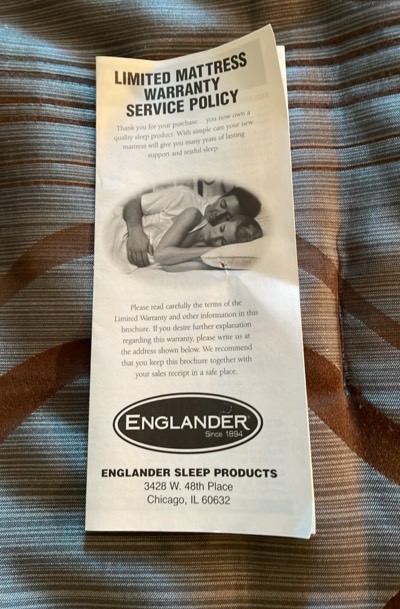 LIMITED MATTRESS
WARRANTY
SERVICE POLICY
Thank you for your purchase – you now own a
quality sleep product. With simple care your new
mattress will give you many years of lasting
support and restful sleep.
Please read carefully the terms of the
Limited Warranty and other information in this
brochure. If you desire further explanation
regarding this warranty, please write us at
the address shown below. We recommend
that you keep this brochure together with
your sales receipt in a safe place.
ENGLANDER
Since 1894
ENGLANDER SLEEP PRODUCTS
3428 W. 48th Place
Chicago, IL 60632